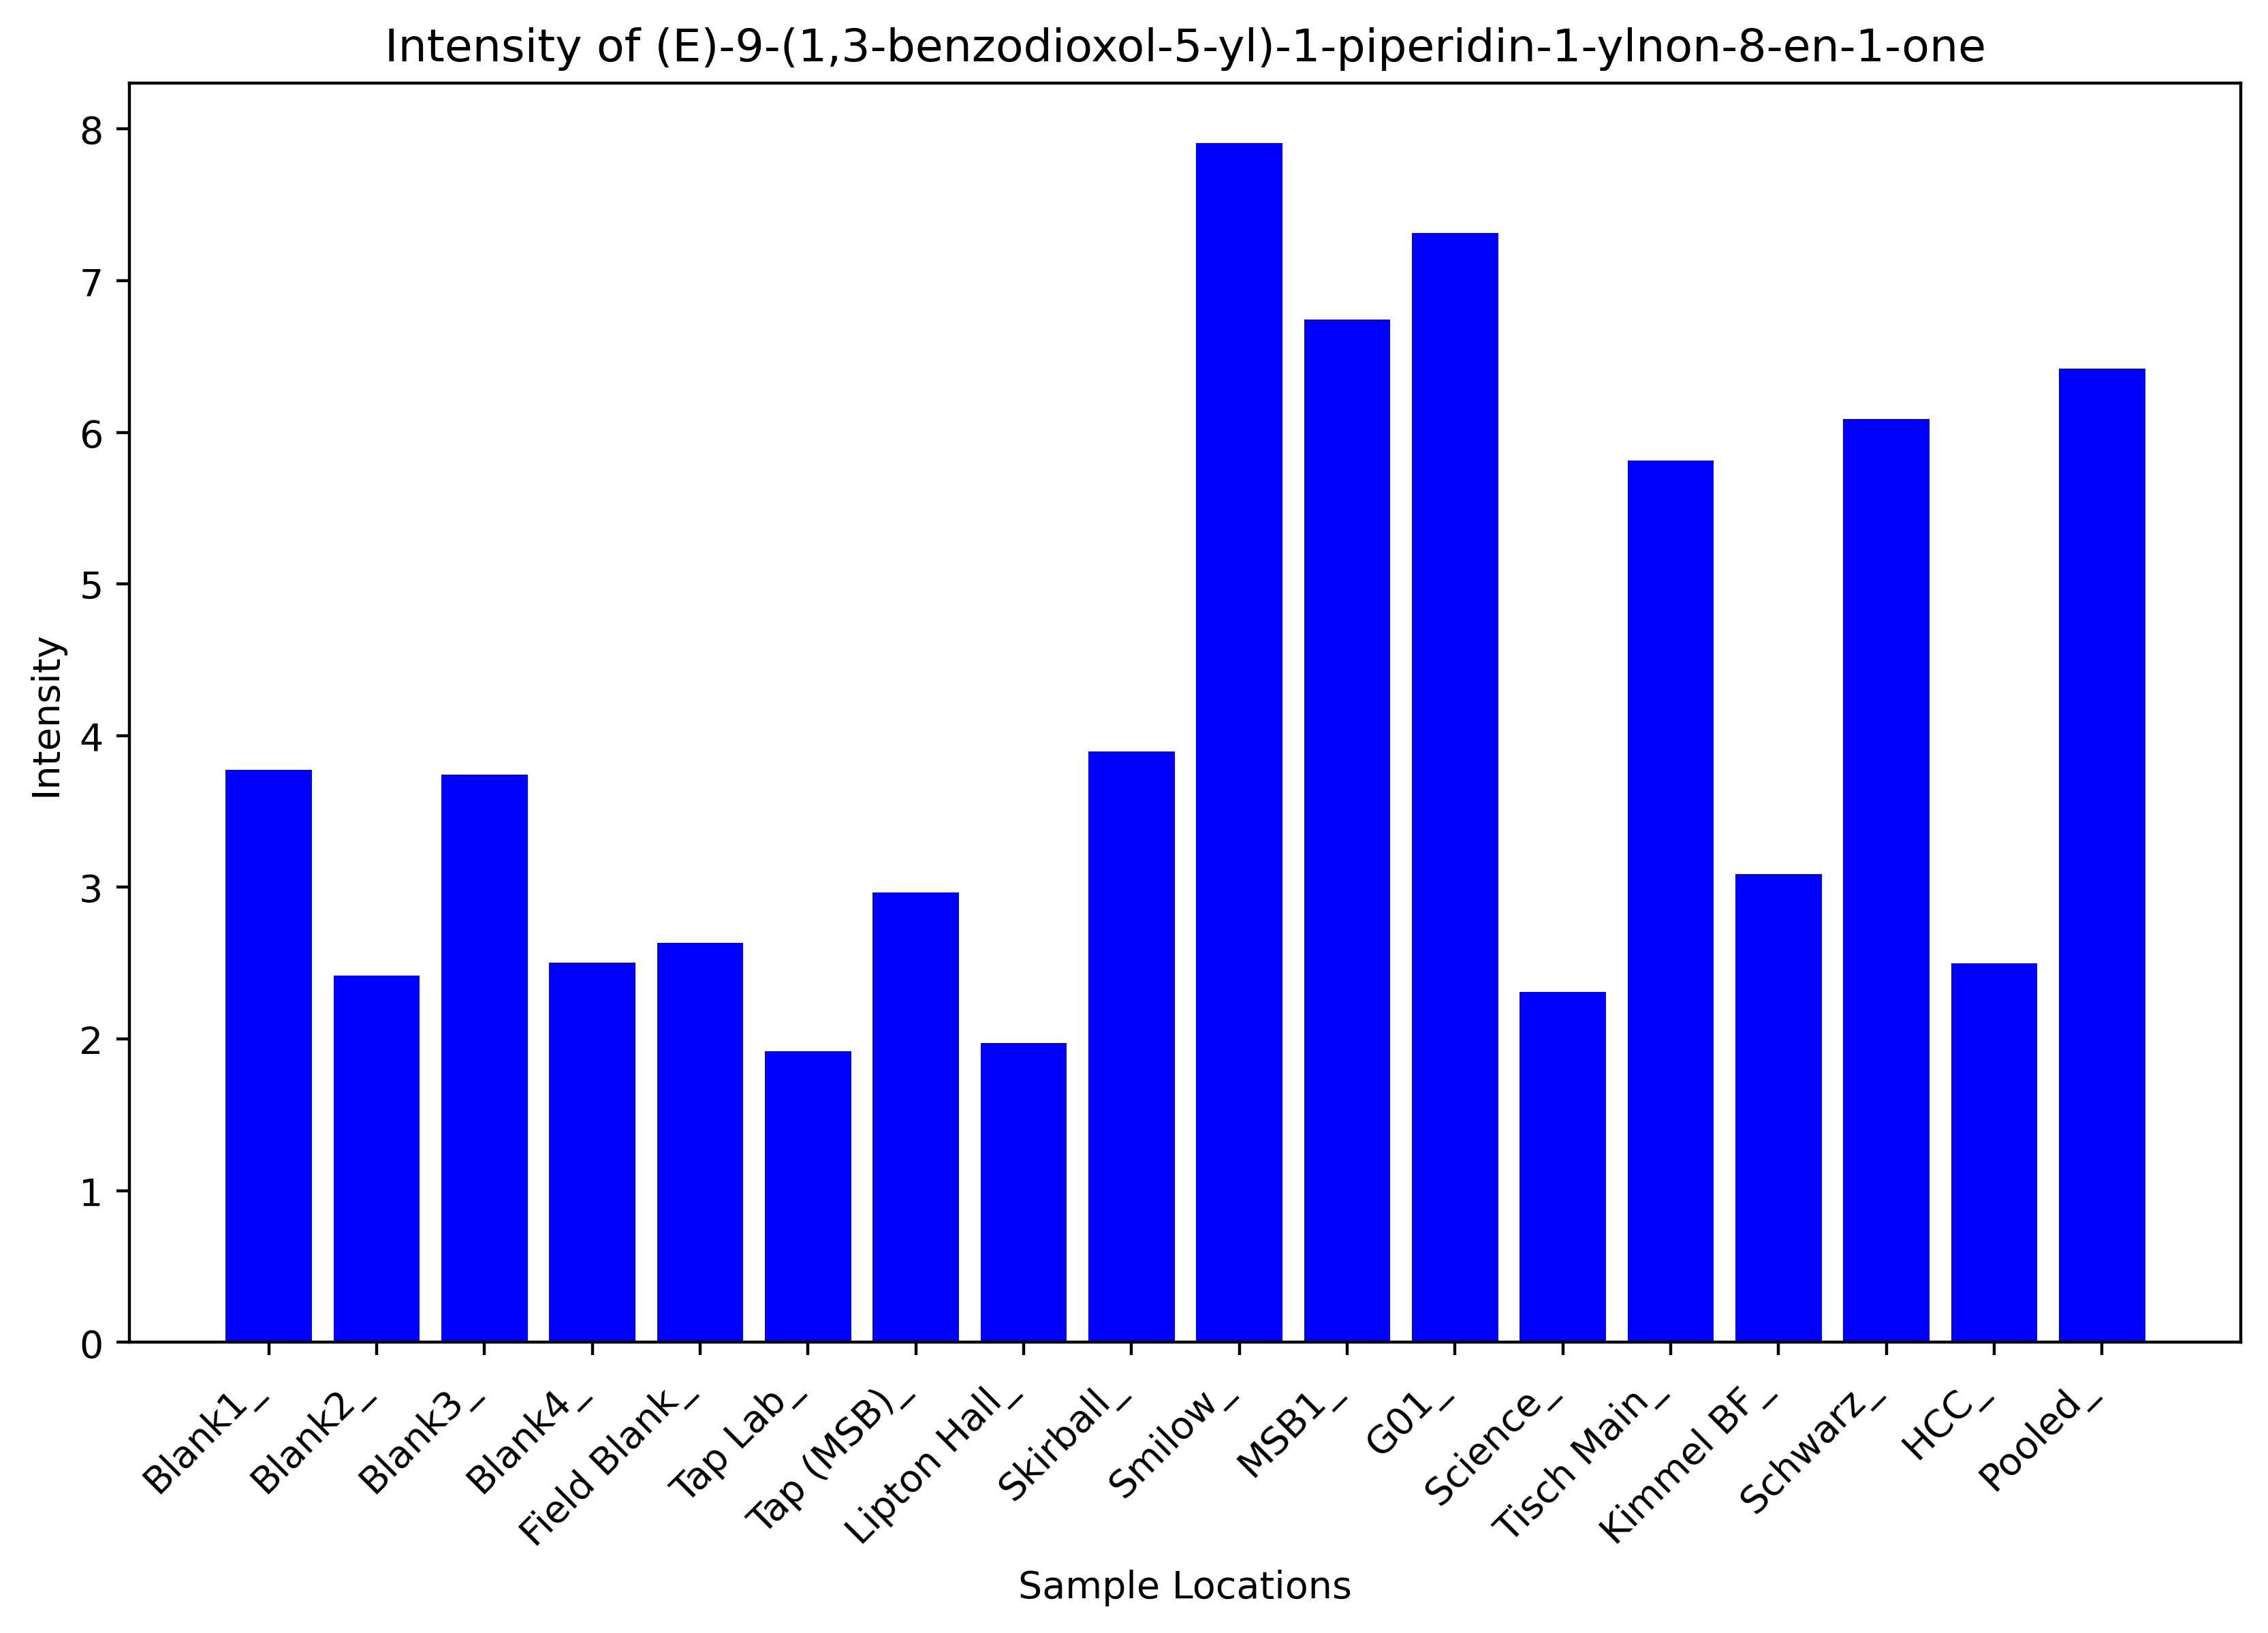 Intensity of (E)-9-(1,3-benzodioxol-5-yl)-1-piperidin-1-ylnon-8-en-1-one
8
7
6
5
4
3
2
1
0
Intensity
Blank1_
Blank2_
Blank3_
Blank4_
Field Blank_
Tap Lab_
Tap (MSB)_
Lipton Hall_
Skirball_
Smilow_
MSB1_
G01_
Science_
Tisch Main_
Kimmel BF_
Schwarz_
HCC_
Pooled_
Sample Locations